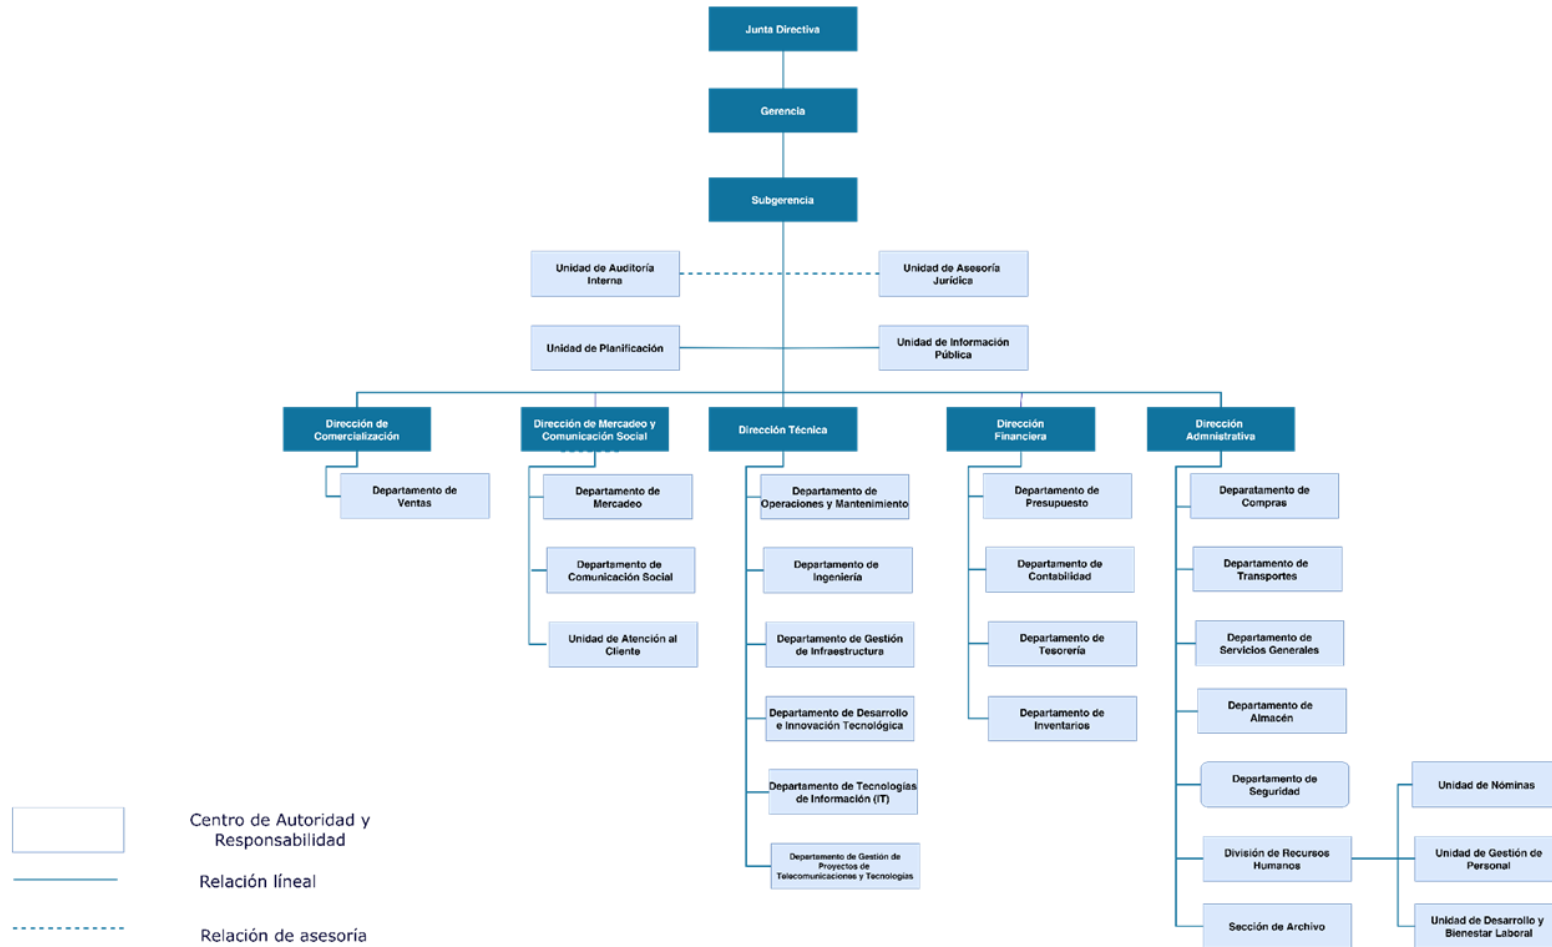 Junta Directiva
Gerencia
Subgerencia
Unidad de Auditoría
Interna
Unidad de Asesoría
Jurídica
Unidad de Planificación
Unidad de Información
Pública
Dirección de
Comercialización
Dirección de Mercadeo y
Comunicación Social
Dirección Técnica
Dirección
Financiera
Dirección
Admnistrativa
Departamento de
Ventas
Departamento de
Mercadeo
Departamento de
Comunicación Social
Unidad de Atención al
Cliente
Departamento de
Operaciones y Mantenimiento
Departamento de
Ingeniería
Departamento de Gestión
de Infraestructura
Departamento de Desarrollo
e Innovación Tecnológica
Departamento de Tecnologías
de Información (IT)
Departamento de Gestión de
Proyectos de
Telecomunicaciones y Tecnologías
Departamento de
Presupuesto
Departamento de
Contabilidad
Departamento de
Tesorería
Departamento de
Inventarios
Deparatamento de
Compras
Departamento de
Transportes
Departamento de
Servicios Generales
Departamento de
Almacén
Departamento de
Seguridad
División de Recursos
Humanos
Sección de Archivo
Unidad de Nóminas
Unidad de Gestión de
Personal
Unidad de Desarrollo y
Bienestar Laboral
Centro de Autoridad y
Responsabilidad
Relación líneal
Relación de asesoría